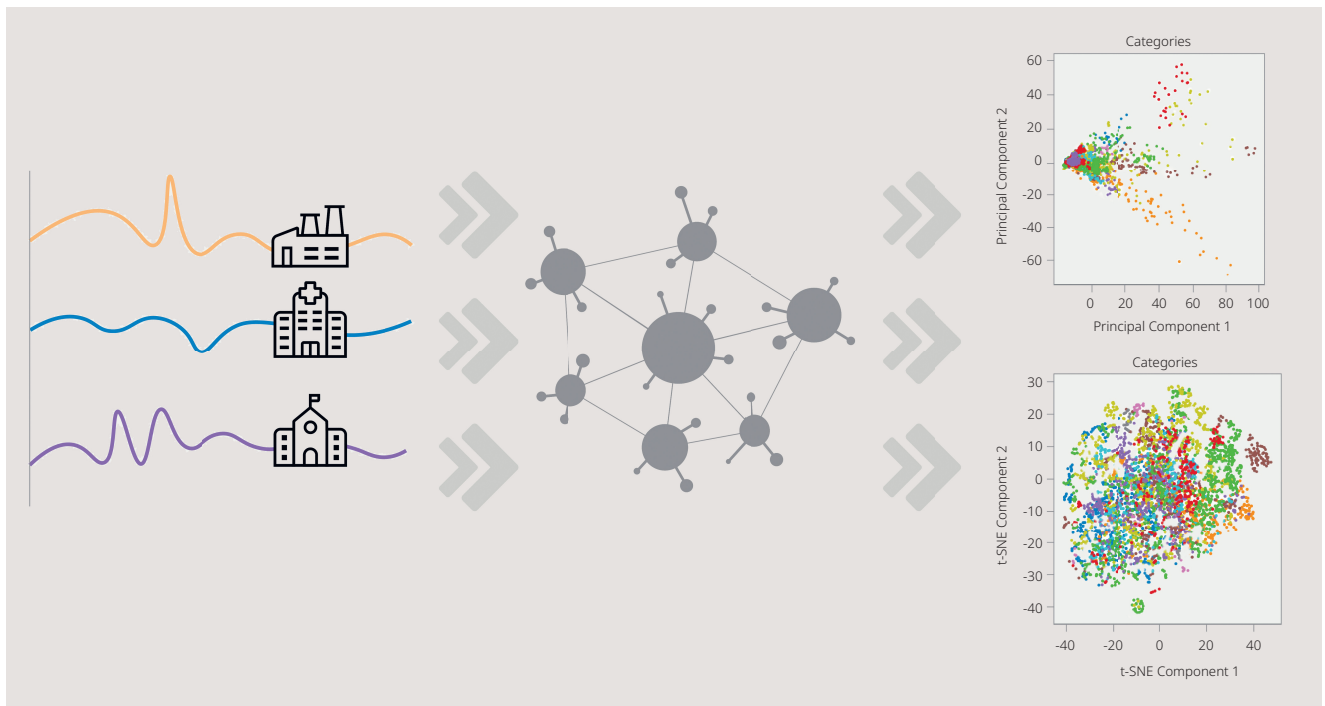 Categories
60
40
20
0
-20
-40
-60
Principal Component 2
0 20 40 60 80 100
Principal Component 1
Categories
30
20
10
0
-10
-20
-30
-40
t-SNE Component 2
-40 -20 0 20 40
t-SNE Component 1